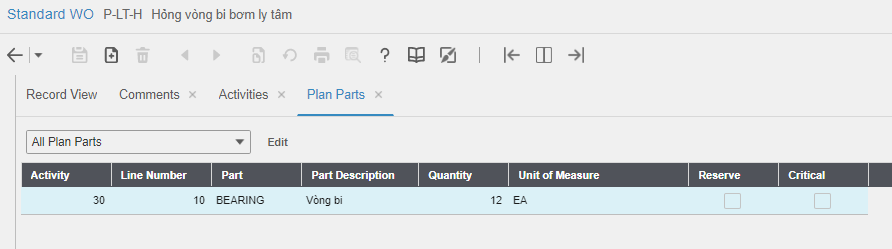 Standard WO P-LT-H Hỏng vòng bi bơm ly tâm
Record View Comments Activities Plan Parts
All Plan Parts Edit
Activity Line Number Part Part Description Quantity Unit of Measure Reserve Critical
30 10 BEARING Vòng bi 12 EA